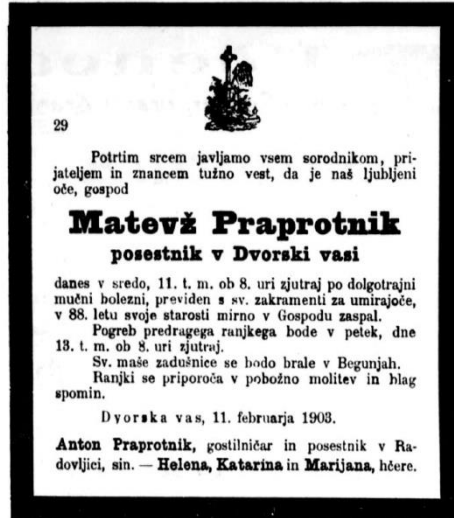 29
Potrtim srcem javljamo vsem sorodnikom, pri-
jateljem in znancem tužno vest, da je naš ljubljeni
oče, gospod
Matevž Praprotnik
posestnik v Dvorski vasi
danes v sredo, 11. t. m. ob 8. uri zjutraj po dolgotrajni
mučni bolezni, previden s sv. zakramenti za umirajoče,
v 88. letu svoje starosti mirno v Gospodu zaspal.
Pogreb predragega ranjkega bode v petek, dne
13. t. m. ob 8. uri zjutraj.
Sv. maše zadušnice se bodo brale v Begunjah.
Ranjki se priporoča v pobožno molitev in blag
spomin.
Dvorska vas, 11. februarja 1903.
Anton Praprotnik, gostilničar in posestnik v Ra-
dovljici, sin. — Helena, Katarina in Marijana, hčere.